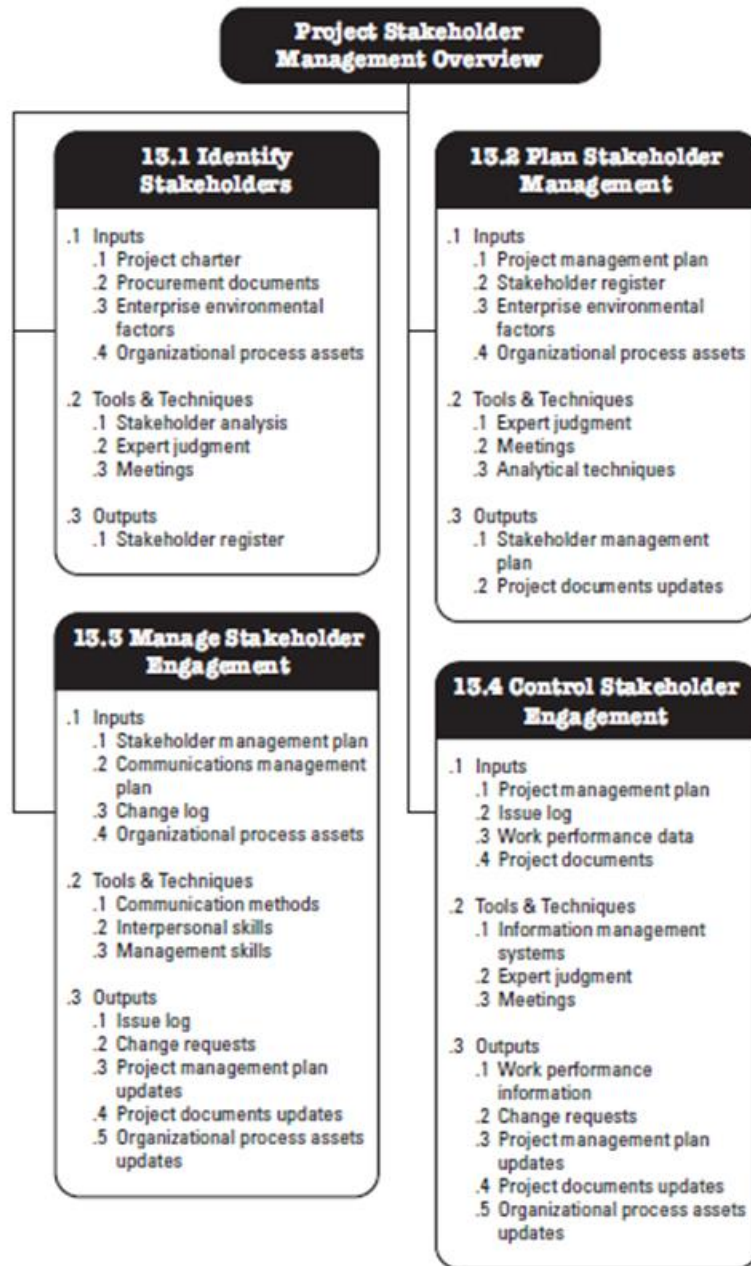 Project Stakeholder
Management Overview
13.1 Identify
Stakeholders
.1 Inputs
.1 Project charter
.2 Procurement documents
.3 Enterprise environmental
factors
.4 Organizational process assets
.2 Tools & Techniques
.1 Stakeholder analysis
.2 Expert judgment
.3 Meetings
.3 Outputs
.1 Stakeholder register
13.2 Plan Stakeholder
Management
.1 Inputs
.1 Project management plan
.2 Stakeholder register
.3 Enterprise environmental
factors
.4 Organizational process assets
.2 Tools & Techniques
.1 Expert judgment
.2 Meetings
.3 Analytical techniques
.3 Outputs
.1 Stakeholder management
plan
.2 Project documents updates
13.3 Manage Stakeholder
Engagement
.1 Inputs
.1 Stakeholder management plan
.2 Communications management
plan
.3 Change log
.4 Organizational process assets
.2 Tools & Techniques
.1 Communication methods
.2 Interpersonal skills
.3 Management skills
.3 Outputs
.1 Issue log
.2 Change requests
.3 Project management plan
updates
.4 Project documents updates
.5 Organizational process assets
updates
13.4 Control Stakeholder
Engagement
.1 Inputs
.1 Project management plan
.2 Issue log
.3 Work performance data
.4 Project documents
.2 Tools & Techniques
.1 Information management
systems
.2 Expert judgment
.3 Meetings
.3 Outputs
.1 Work performance
information
.2 Change requests
.3 Project management plan
updates
.4 Project documents updates
.5 Organizational process assets
updates